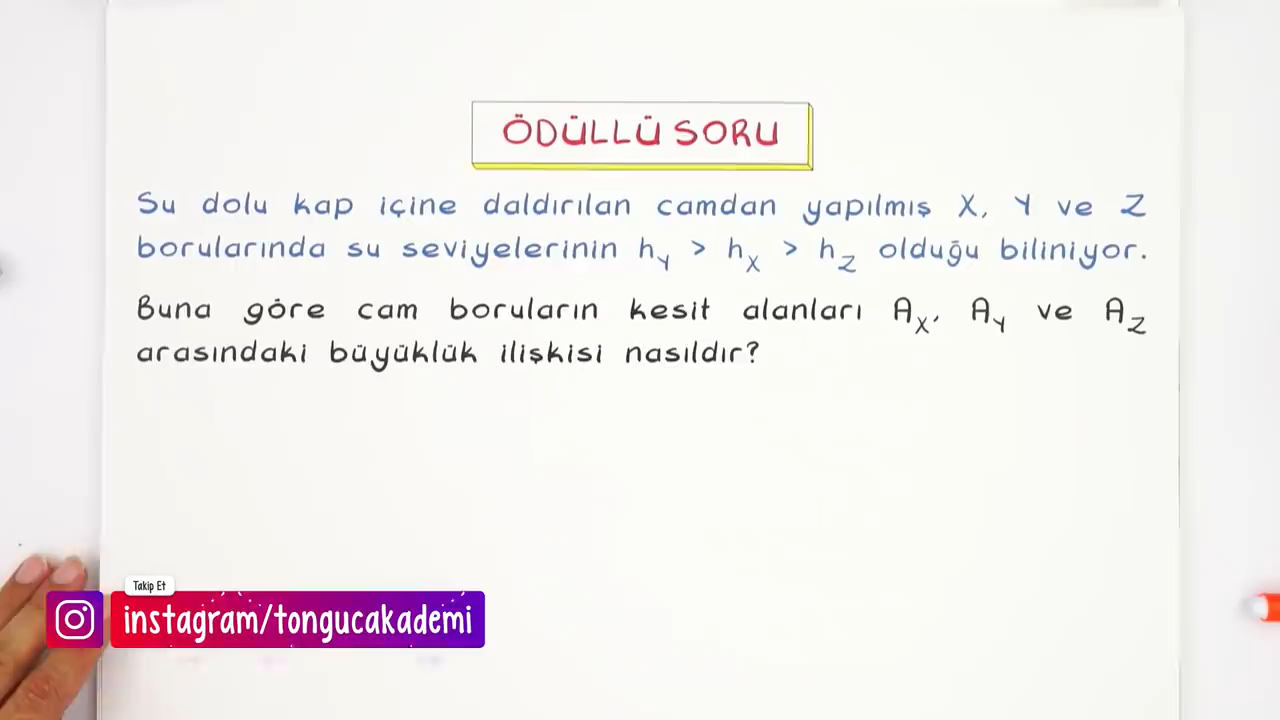 ÖDÜLLÜ SORU
Su dolu kap içine daldırılan camdan yapılmış X, Y ve Z
borularında su seviyelerinin hY > hX > hZ olduğu biliniyor.
Buna göre cam boruların kesit alanları AX, AY ve AZ
arasındaki büyüklük ilişkisi nasıldır?
Takip Et
instagram/tongucakademi